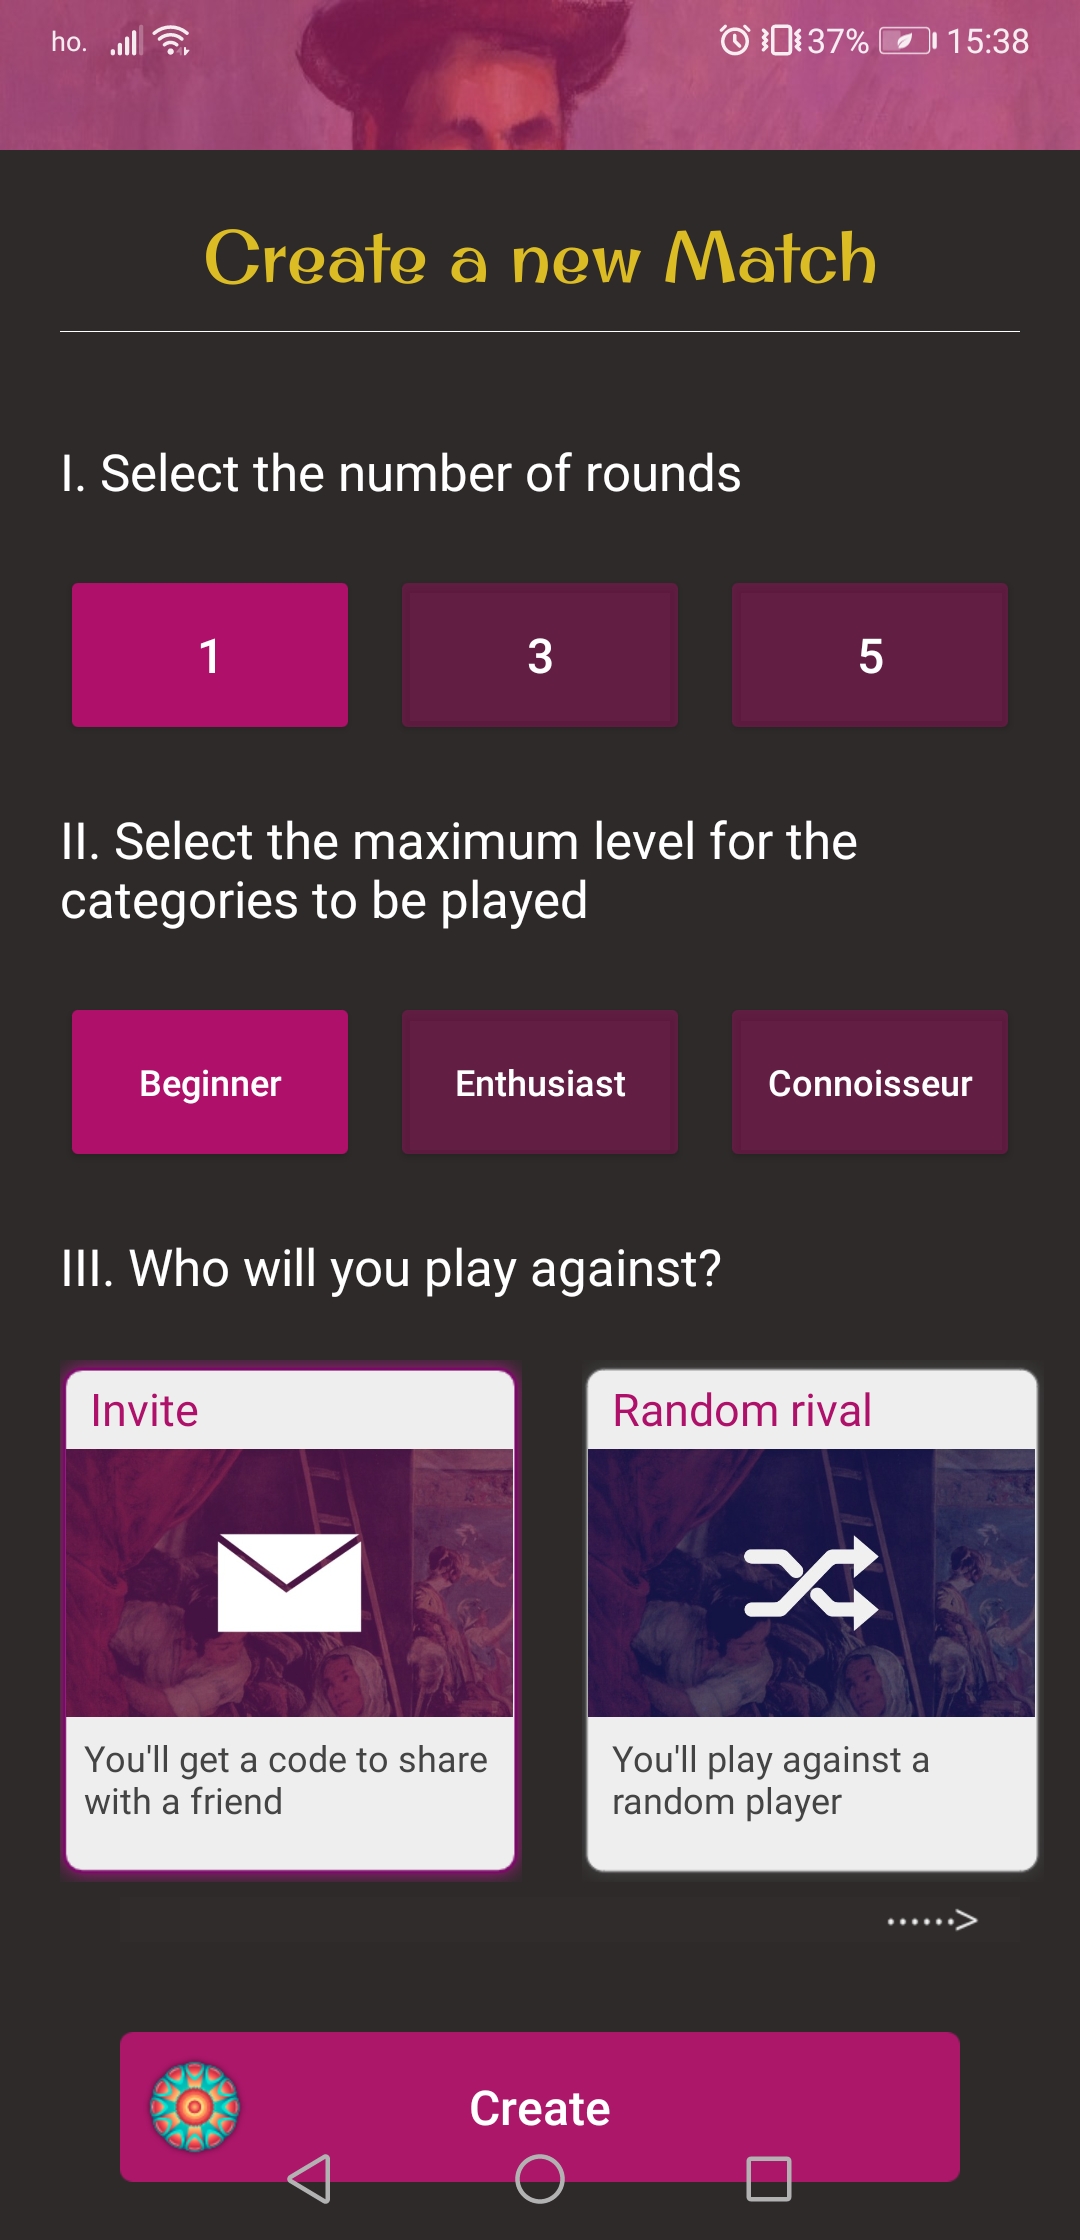 ho. 37% 15:38
Create a new Match
I. Select the number of rounds
1 3 5
II. Select the maximum level for the
categories to be played
Beginner Enthusiast Connoisseur
III. Who will you play against?
Invite
You'll get a code to share
with a friend
Random rival
You'll play against a
random player
······>
Create